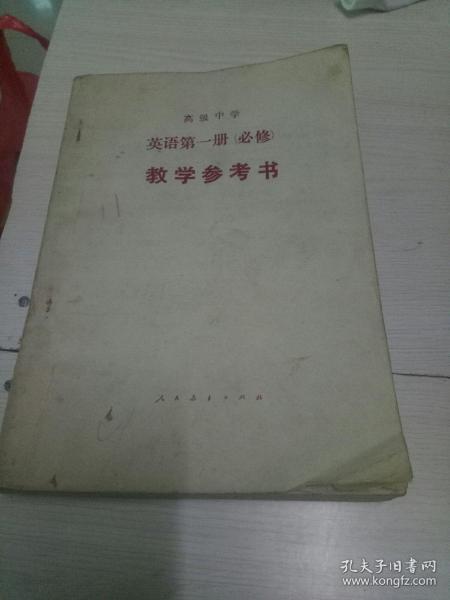 高级中学
英语第一册(必修)
教学参考书
人民教育出版社
孔夫子旧书网
www.kongfz.com